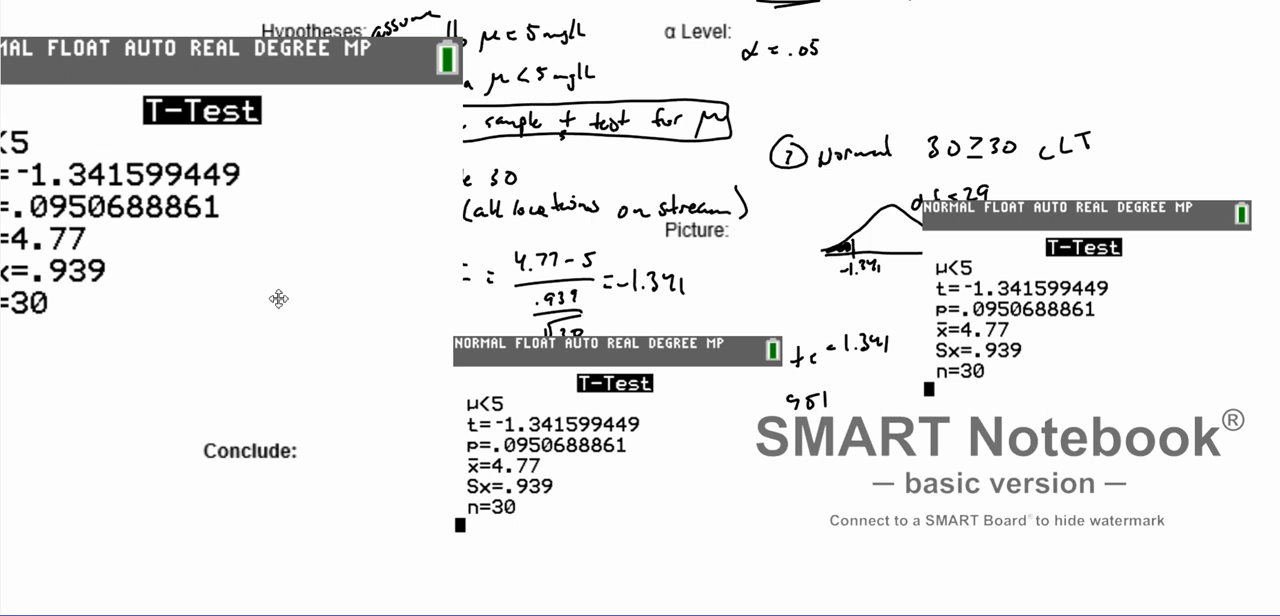 Hypotheses: assume
μ = 5 mg/L
α Level:
α = .05
μ < 5 mg/L
NORMAL FLOAT AUTO REAL DEGREE MP
T-Test
<5
=-1.341599449
=.0950688861
=4.77
x=.939
=30
sample t test for μ
Normal 30 ≥ 30 CLT
30
(all locations on stream)
Picture:
29
-1.341
= 4.77 - 5
.939
= -1.341
NORMAL FLOAT AUTO REAL DEGREE MP
T-Test
μ<5
t=-1.341599449
p=.0950688861
x̄=4.77
Sx=.939
n=30
-1.341
951
NORMAL FLOAT AUTO REAL DEGREE MP
T-Test
μ<5
t=-1.341599449
p=.0950688861
x̄=4.77
Sx=.939
n=30
Conclude:
SMART Notebook®
— basic version —
Connect to a SMART Board® to hide watermark